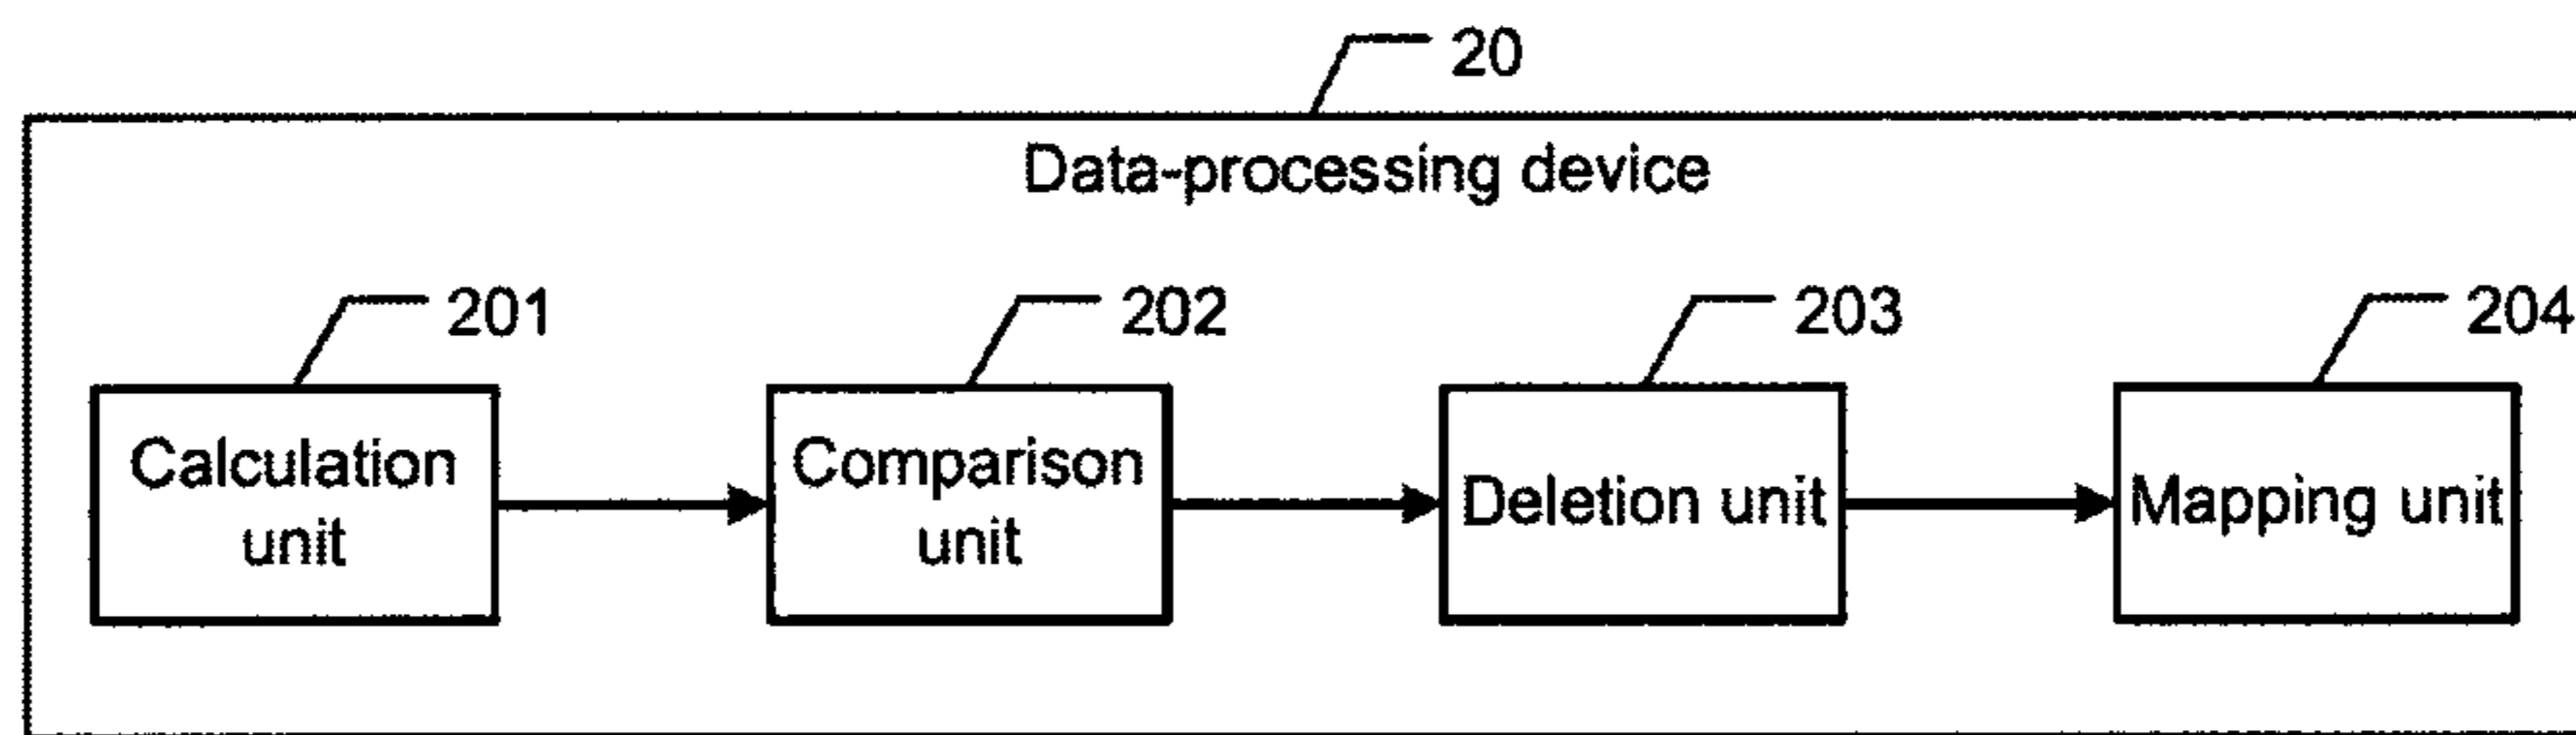 20
Data-processing device
201
202
203
204
Calculation
unit
Comparison
unit
Deletion unit
Mapping unit